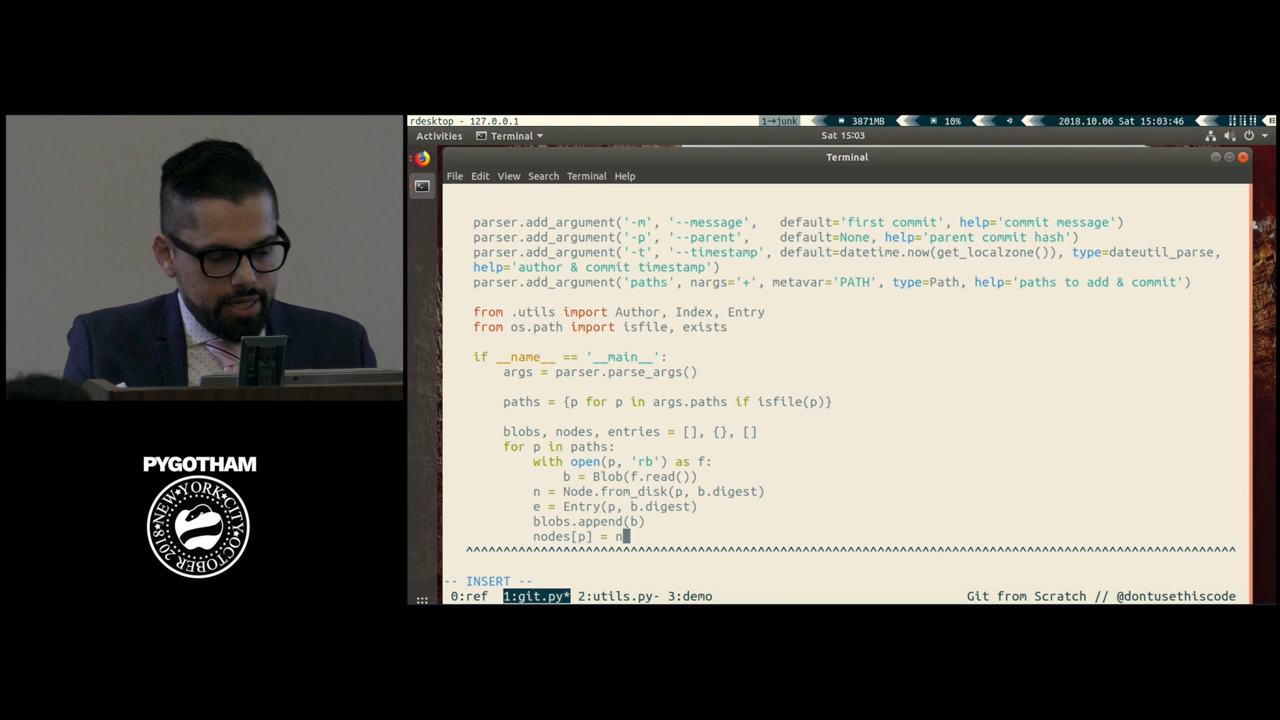 rdesktop - 127.0.0.1
1→junk
3871MB
10%
2018.10.06 Sat 15:03:46
Activities
Terminal
Sat 15:03
Terminal
File Edit View Search Terminal Help
parser.add_argument('-m', '--message', default='first commit', help='commit message')
parser.add_argument('-p', '--parent', default=None, help='parent commit hash')
parser.add_argument('-t', '--timestamp', default=datetime.now(get_localzone()), type=dateutil_parse,
help='author & commit timestamp')
parser.add_argument('paths', nargs='+', metavar='PATH', type=Path, help='paths to add & commit')
from .utils import Author, Index, Entry
from os.path import isfile, exists
if __name__ == '__main__':
args = parser.parse_args()
paths = {p for p in args.paths if isfile(p)}
blobs, nodes, entries = [], {}, []
for p in paths:
with open(p, 'rb') as f:
b = Blob(f.read())
n = Node.from_disk(p, b.digest)
e = Entry(p, b.digest)
blobs.append(b)
nodes[p] = n
^^^^^^^^^^^^^^^^^^^^^^^^^^^^^^^^^^^^^^^^^^^^^^^^^^^^^^^^^^^^^^^^^^^^^^^^^^^^^^^^^^^^^^^^^^^^^^^^^^^^^^^
-- INSERT --
0:ref 1:git.py* 2:utils.py- 3:demo
Git from Scratch // @dontusethiscode
PYGOTHAM
NEW·YORK·CITY
OCTOBER
2018